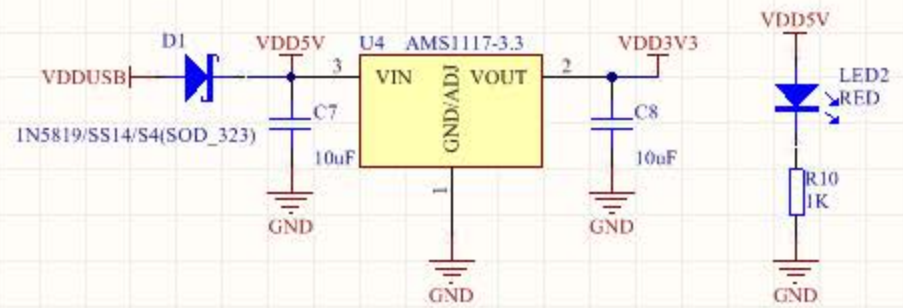 VDD5V
D1
VDD5V
U4
AMS1117-3.3
VDD3V3
VDDUSB
3
VIN
GND/ADJ
VOUT
2
LED2
RED
C7
C8
1N5819/SS14/S4(SOD_323)
10uF
10uF
1
R10
1K
GND
GND
GND
GND